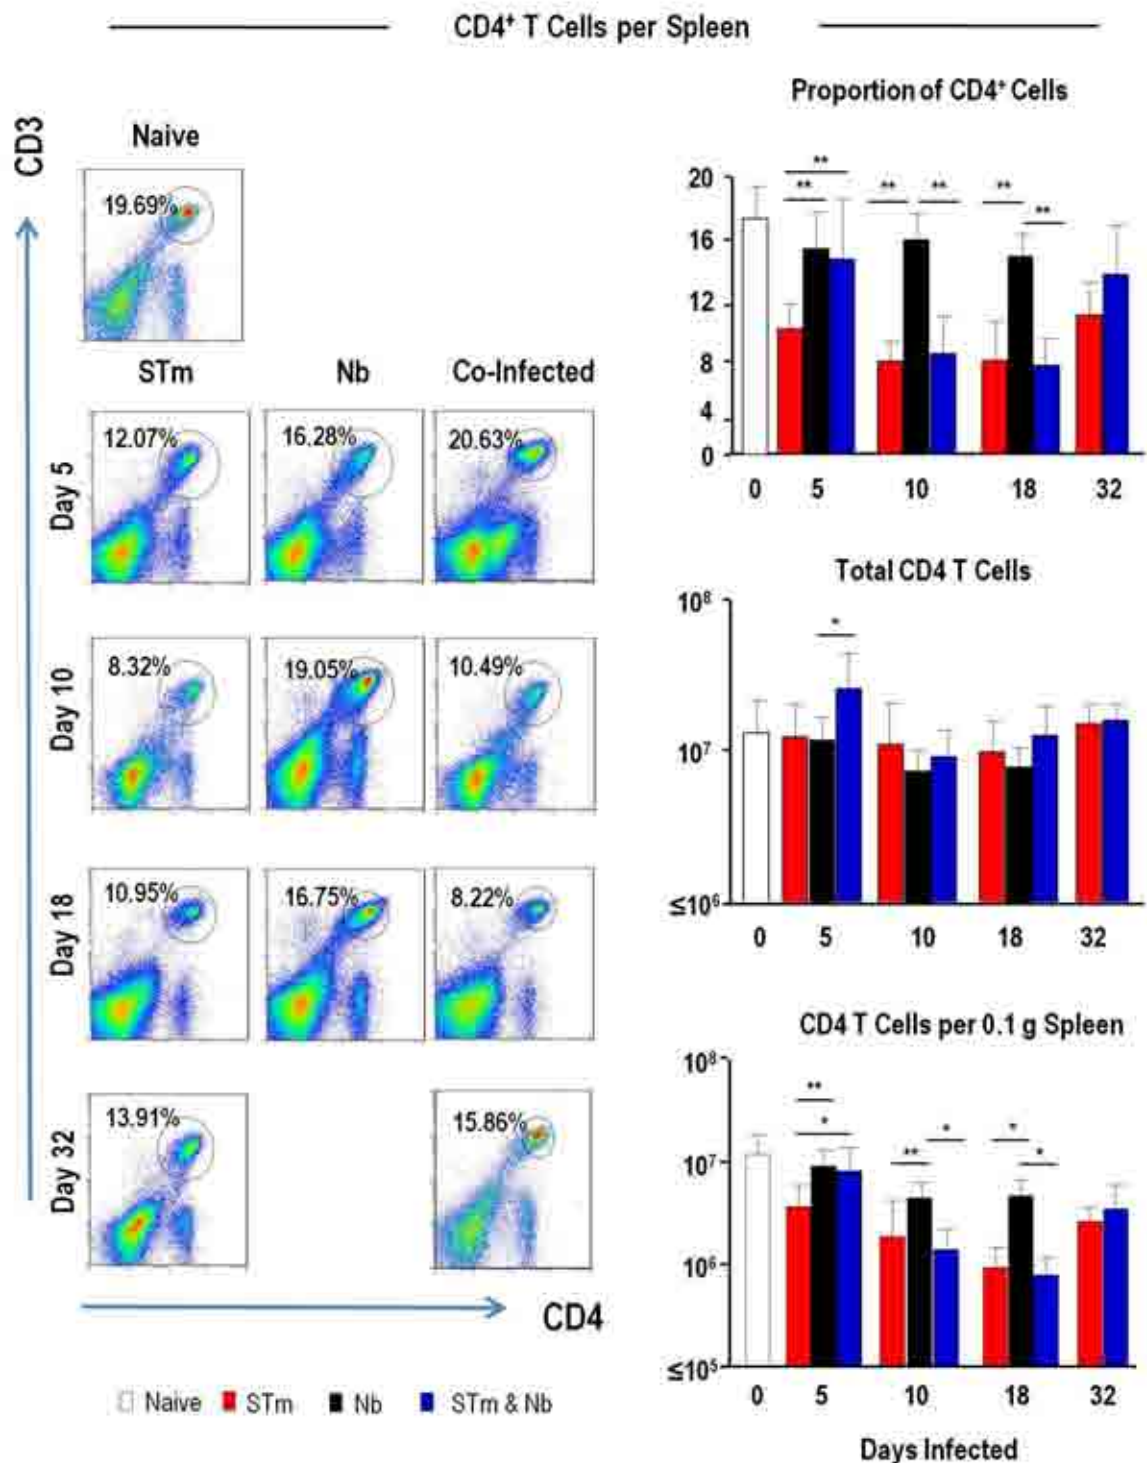 CD4⁺ T Cells per Spleen
CD3
Naive
19.69%
STm Nb Co-Infected
Day 5
12.07% 16.28% 20.63%
Day 10
8.32% 19.05% 10.49%
Day 18
10.95% 16.75% 8.22%
Day 32
13.91% 15.86%
CD4
Naive STm Nb STm & Nb
Proportion of CD4⁺ Cells
** ** ** ** ** **
20
16
12
8
4
0
0 5 10 18 32
Total CD4 T Cells
10⁸
*
10⁷
≤10⁶
0 5 10 18 32
CD4 T Cells per 0.1 g Spleen
10⁸
** * ** * * *
10⁷
10⁶
≤10⁵
0 5 10 18 32
Days Infected